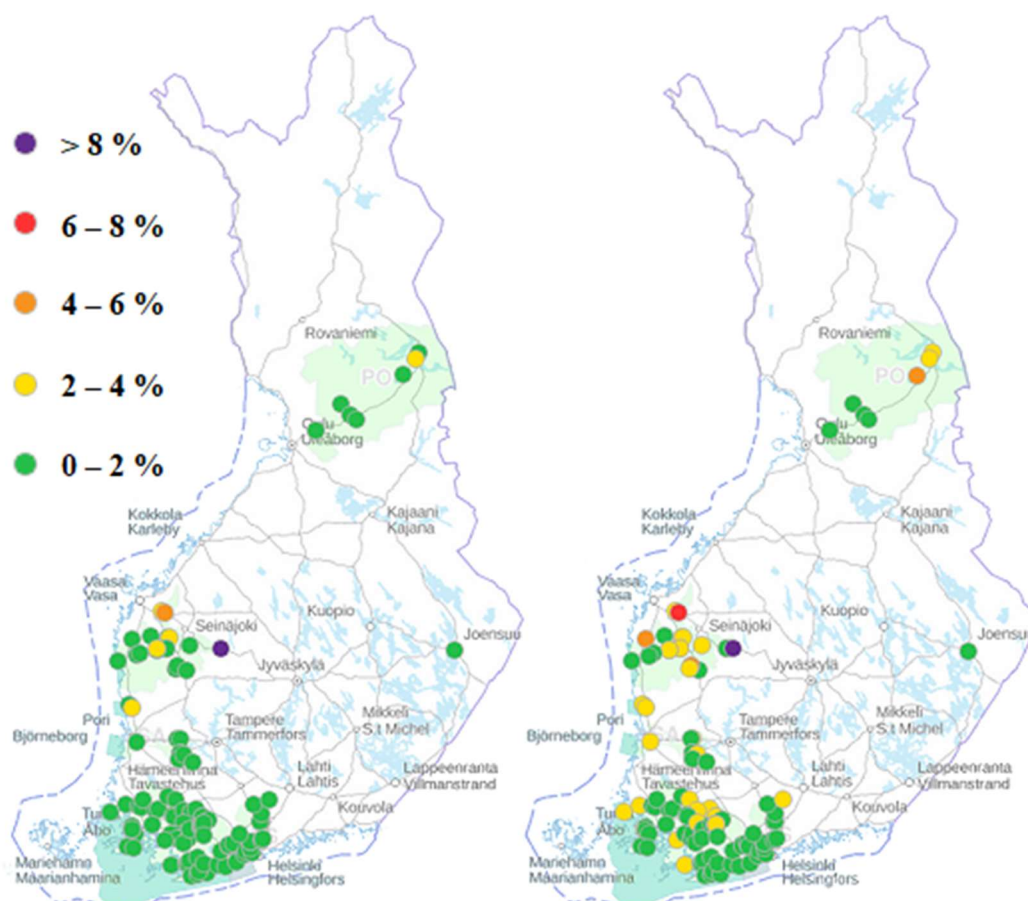 > 8 %
6 – 8 %
4 – 6 %
2 – 4 %
0 – 2 %
Rovaniemi
PO
Oulu
Uleåborg
Kajaani
Kajana
Kokkola
Karleby
Vaasa
Vasa
Seinäjoki
Kuopio
Joensuu
Jyväskylä
Pori
Björneborg
Tampere
Tammerfors
Mikkeli
S:t Michel
Hämeenlinna
Tavastehus
Lahti
Lahtis
Lappeenranta
Villmanstrand
Kouvola
Åbo
Helsinki
Helsingfors
Mariehamn
Maarianhamina
Rovaniemi
PO
Oulu
Uleåborg
Kajaani
Kajana
Kokkola
Karleby
Vaasa
Vasa
Seinäjoki
Kuopio
Joensuu
Jyväskylä
Pori
Björneborg
Tampere
Tammerfors
Mikkeli
S:t Michel
Hämeenlinna
Tavastehus
Lahti
Lahtis
Lappeenranta
Villmanstrand
Kouvola
Åbo
Helsinki
Helsingfors
Mariehamn
Maarianhamina